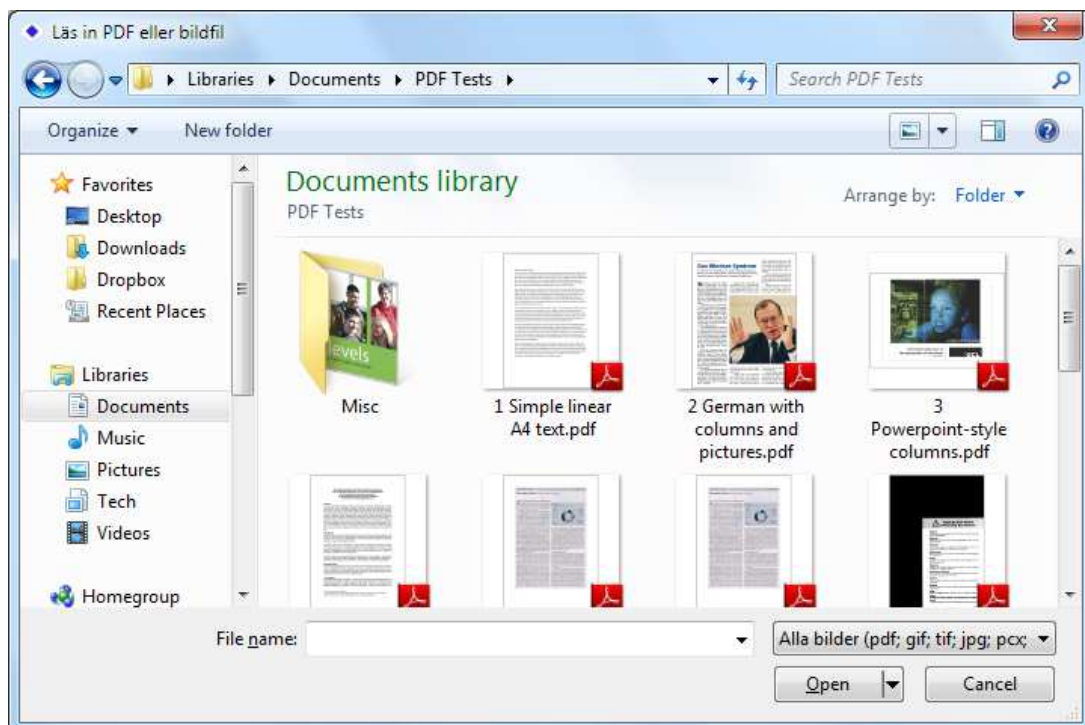 Läs in PDF eller bildfil
Libraries Documents PDF Tests
Search PDF Tests
Organize
New folder
Favorites
Desktop
Downloads
Dropbox
Recent Places
Libraries
Documents
Music
Pictures
Tech
Videos
Homegroup
Documents library
PDF Tests
Arrange by: Folder
levels
Misc
1 Simple linear
A4 text.pdf
2 German with
columns and
pictures.pdf
3
Powerpoint-style
columns.pdf
File name:
Alla bilder (pdf; gif; tif; jpg; pcx;
Open
Cancel